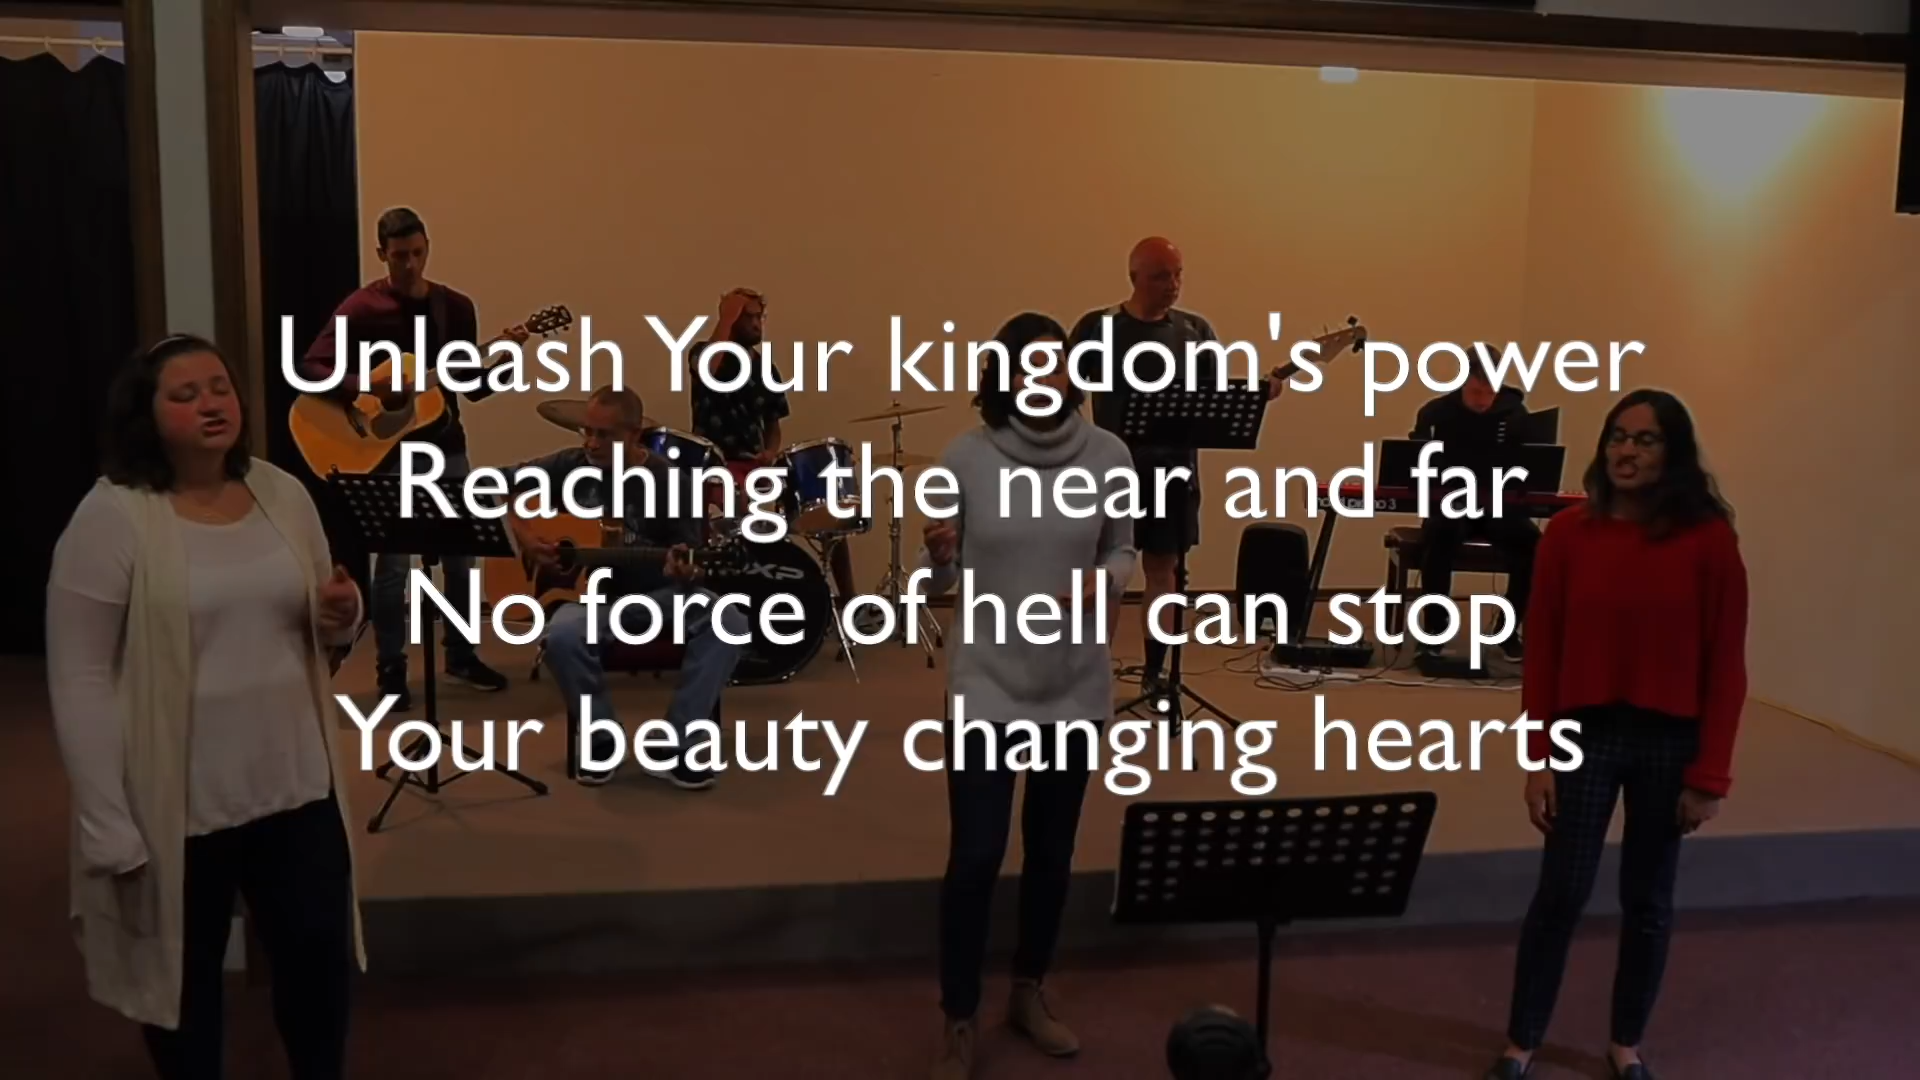 Unleash Your kingdom's power
Reaching the near and far
No force of hell can stop
Your beauty changing hearts